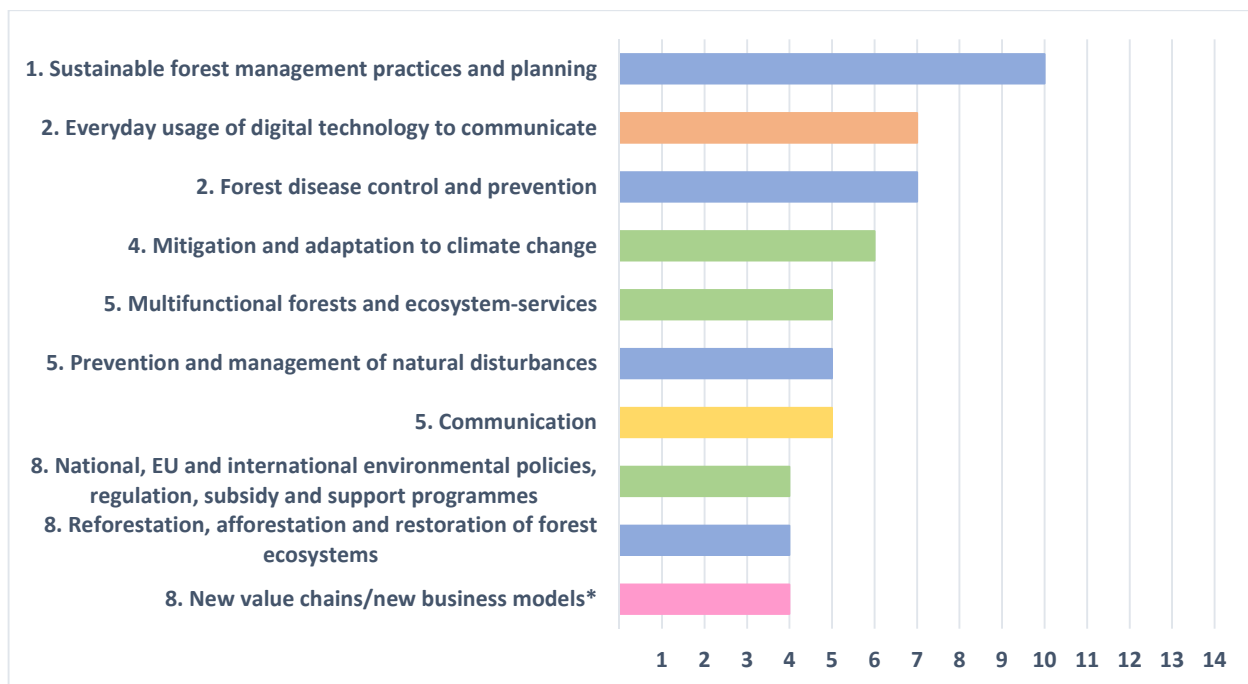 1. Sustainable forest management practices and planning
2. Everyday usage of digital technology to communicate
2. Forest disease control and prevention
4. Mitigation and adaptation to climate change
5. Multifunctional forests and ecosystem-services
5. Prevention and management of natural disturbances
5. Communication
8. National, EU and international environmental policies,
regulation, subsidy and support programmes
8. Reforestation, afforestation and restoration of forest
ecosystems
8. New value chains/new business models*
1 2 3 4 5 6 7 8 9 10 11 12 13 14